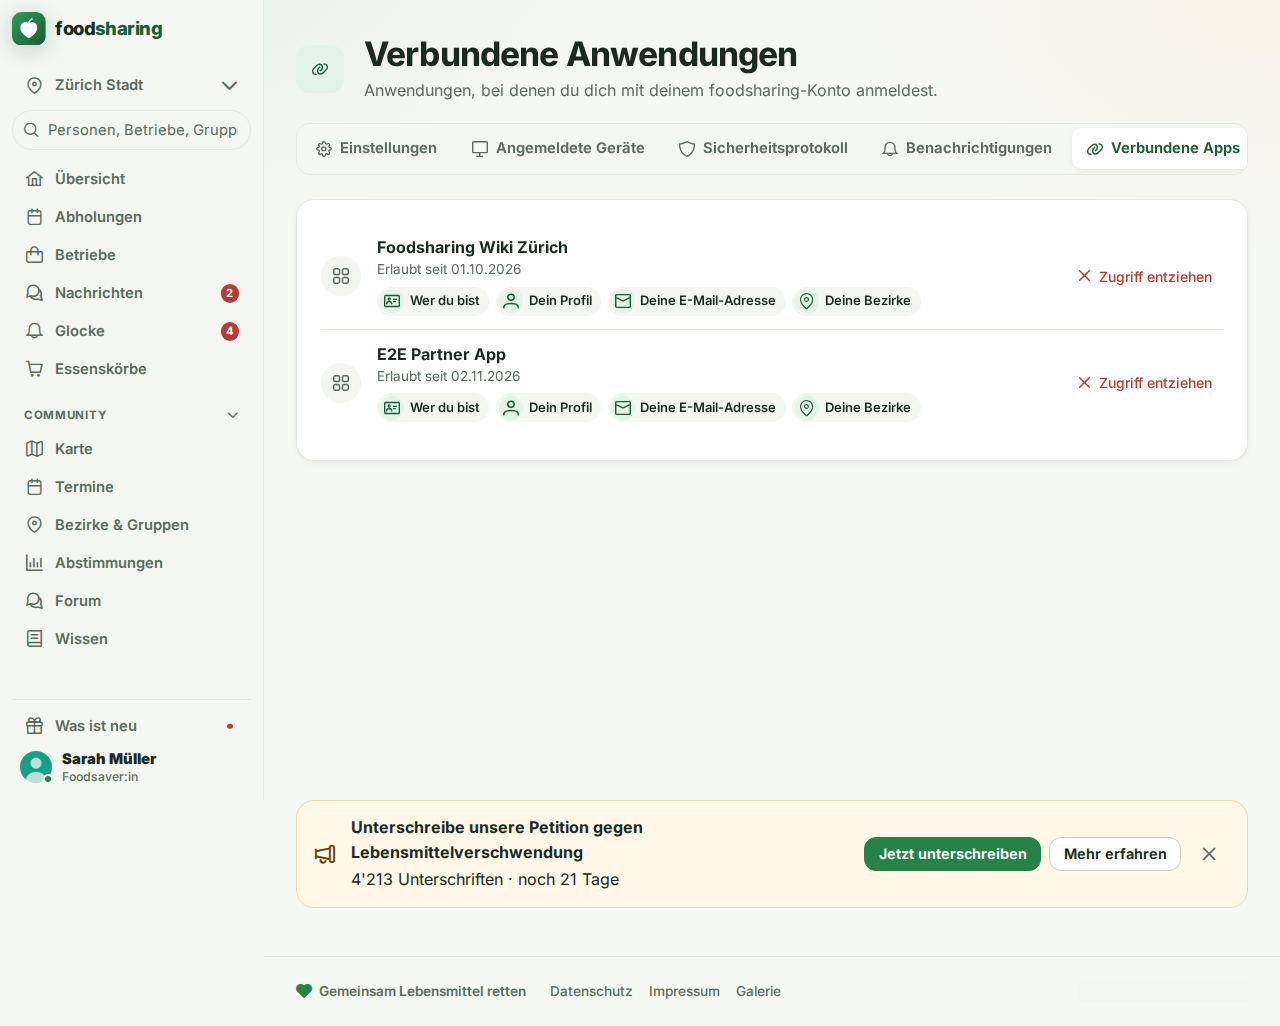 foodsharing
Zürich Stadt
Personen, Betriebe, Grupp
Übersicht
Abholungen
Betriebe
Nachrichten 2
Glocke 4
Essenskörbe
COMMUNITY
Karte
Termine
Bezirke & Gruppen
Abstimmungen
Forum
Wissen
Was ist neu
Sarah Müller
Foodsaver:in
Verbundene Anwendungen
Anwendungen, bei denen du dich mit deinem foodsharing-Konto anmeldest.
Einstellungen Angemeldete Geräte Sicherheitsprotokoll Benachrichtigungen Verbundene Apps
Foodsharing Wiki Zürich
Erlaubt seit 01.10.2026
Wer du bist Dein Profil Deine E-Mail-Adresse Deine Bezirke
Zugriff entziehen
E2E Partner App
Erlaubt seit 02.11.2026
Wer du bist Dein Profil Deine E-Mail-Adresse Deine Bezirke
Zugriff entziehen
Unterschreibe unsere Petition gegen
Lebensmittelverschwendung
4'213 Unterschriften · noch 21 Tage
Jetzt unterschreiben Mehr erfahren
Gemeinsam Lebensmittel retten Datenschutz Impressum Galerie